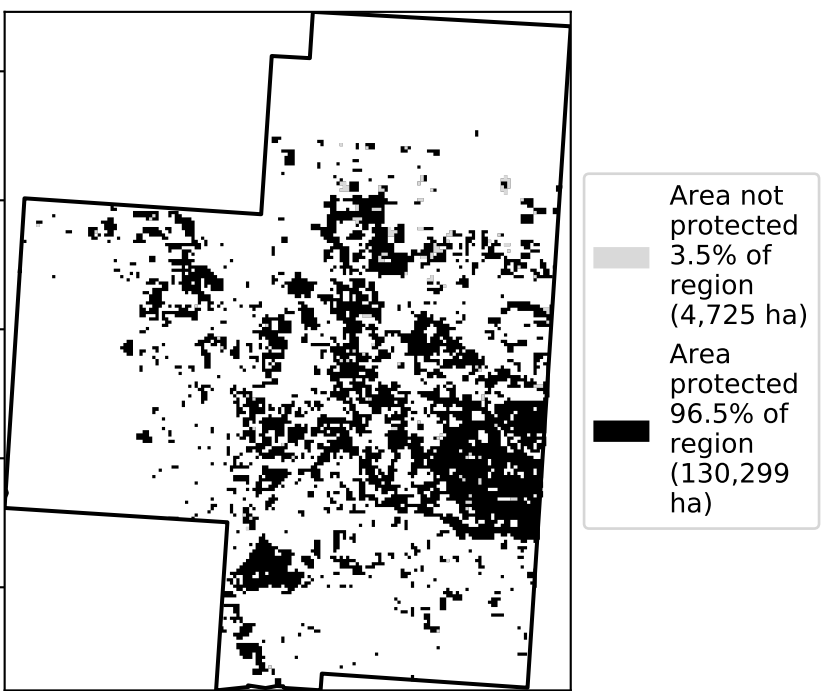 Area not
protected
3.5% of
region
(4,725 ha)
Area
protected
96.5% of
region
(130,299
ha)